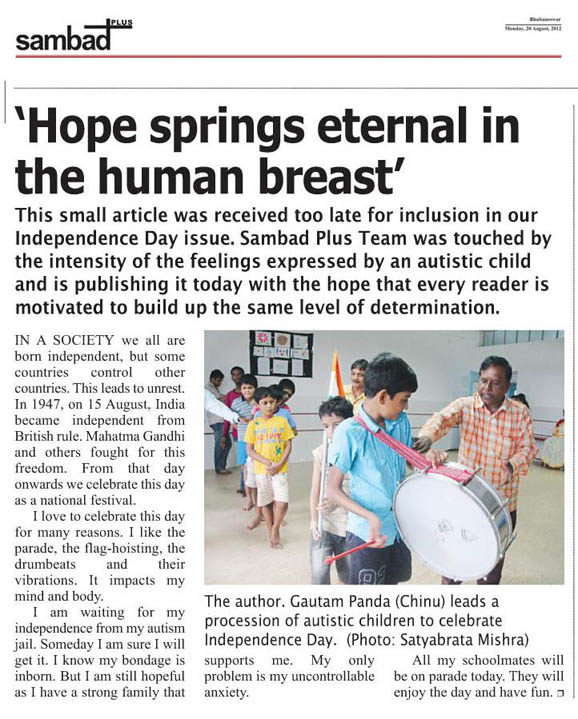 sambad PLUS
Bhubaneswar
Monday, 20 August, 2012
‘Hope springs eternal in
the human breast’
This small article was received too late for inclusion in our
Independence Day issue. Sambad Plus Team was touched by
the intensity of the feelings expressed by an autistic child
and is publishing it today with the hope that every reader is
motivated to build up the same level of determination.
IN A SOCIETY we all are
born independent, but some
countries control other
countries. This leads to unrest.
In 1947, on 15 August, India
became independent from
British rule. Mahatma Gandhi
and others fought for this
freedom. From that day
onwards we celebrate this day
as a national festival.
I love to celebrate this day
for many reasons. I like the
parade, the flag-hoisting, the
drumbeats and their
vibrations. It impacts my
mind and body.
I am waiting for my
independence from my autism
jail. Someday I am sure I will
get it. I know my bondage is
inborn. But I am still hopeful
as I have a strong family that
The author. Gautam Panda (Chinu) leads a
procession of autistic children to celebrate
Independence Day. (Photo: Satyabrata Mishra)
supports me. My only
problem is my uncontrollable
anxiety.
All my schoolmates will
be on parade today. They will
enjoy the day and have fun.